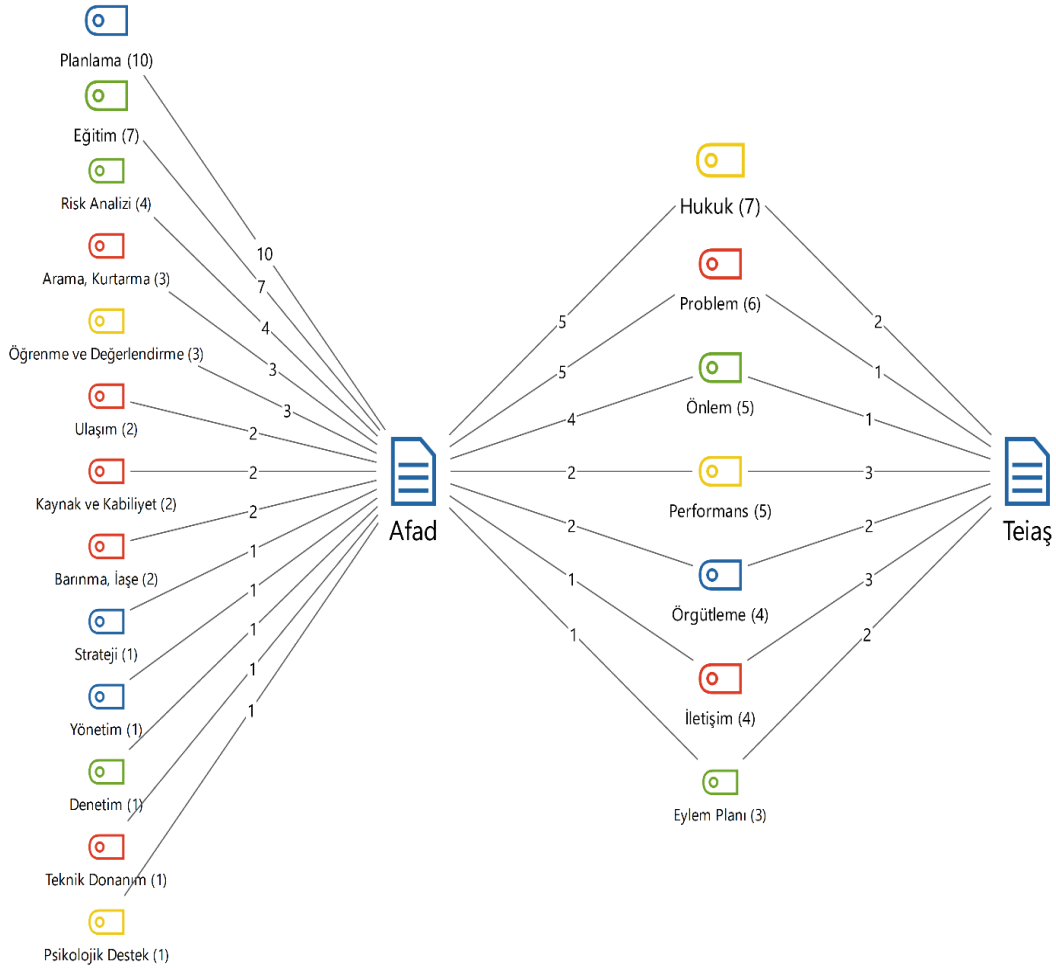 Planlama (10)
Eğitim (7)
Risk Analizi (4)
Arama, Kurtarma (3)
Öğrenme ve Değerlendirme (3)
Ulaşım (2)
Kaynak ve Kabiliyet (2)
Barınma, İaşe (2)
Strateji (1)
Yönetim (1)
Denetim (1)
Teknik Donanım (1)
Psikolojik Destek (1)
10
7
4
3
3
2
2
2
1
1
1
1
1
Afad
5
5
4
2
2
1
1
Hukuk (7)
Problem (6)
Önlem (5)
Performans (5)
Örgütleme (4)
İletişim (4)
Eylem Planı (3)
2
1
1
3
2
3
2
Teiaş